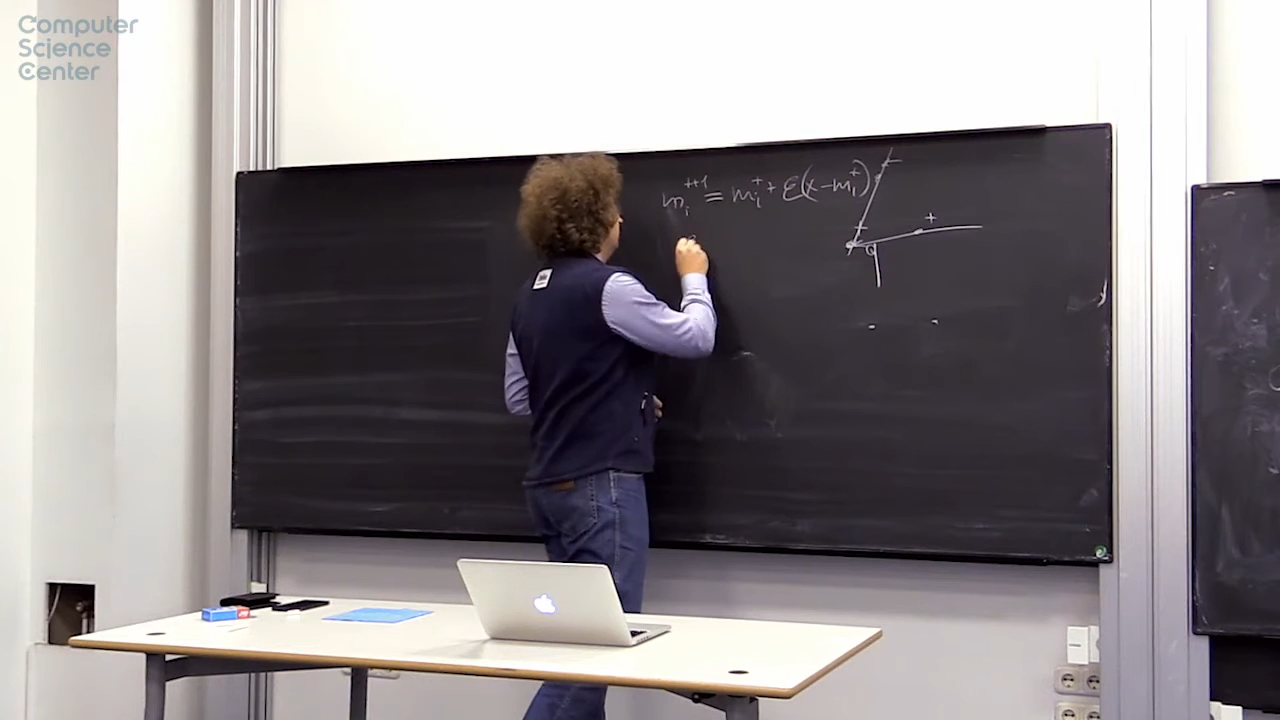 Computer
Science
Center
m_i^{t+1} = m_i^t + ε(x - m_i^t)
+